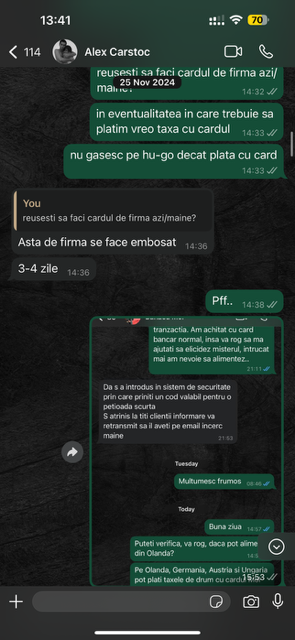 13:41
70
114
Alex Carstoc
reusesti sa faci cardul de firma azi/
maine?
14:32
25 Nov 2024
in eventualitatea in care trebuie sa
platim vreo taxa cu cardul
14:33
nu gasesc pe hu-go decat plata cu card
14:33
You
reusesti sa faci cardul de firma azi/maine?
Asta de firma se face embosat
14:36
3-4 zile
14:36
Pff..
14:38
tranzactia. Am achitat cu card
bancar normal, insa va rog sa ma
ajutati sa elicidez misterul, intrucat
mai am nevoie sa alimentez..
21:11
Da s a introdus in sistem de securitate
prin care priniti un cod valabil pentru o
petioada scurta
S atrinis la titi clientii informare va
retransmit sa il aveti pe email incerc
maine
21:53
Tuesday
Multumesc frumos
08:46
Today
Buna ziua
14:57
Puteti verifica, va rog, daca pot alime
din Olanda?
Pe Olanda, Germania, Austria si Ungaria
pot plati taxele de drum cu cardul
15:53